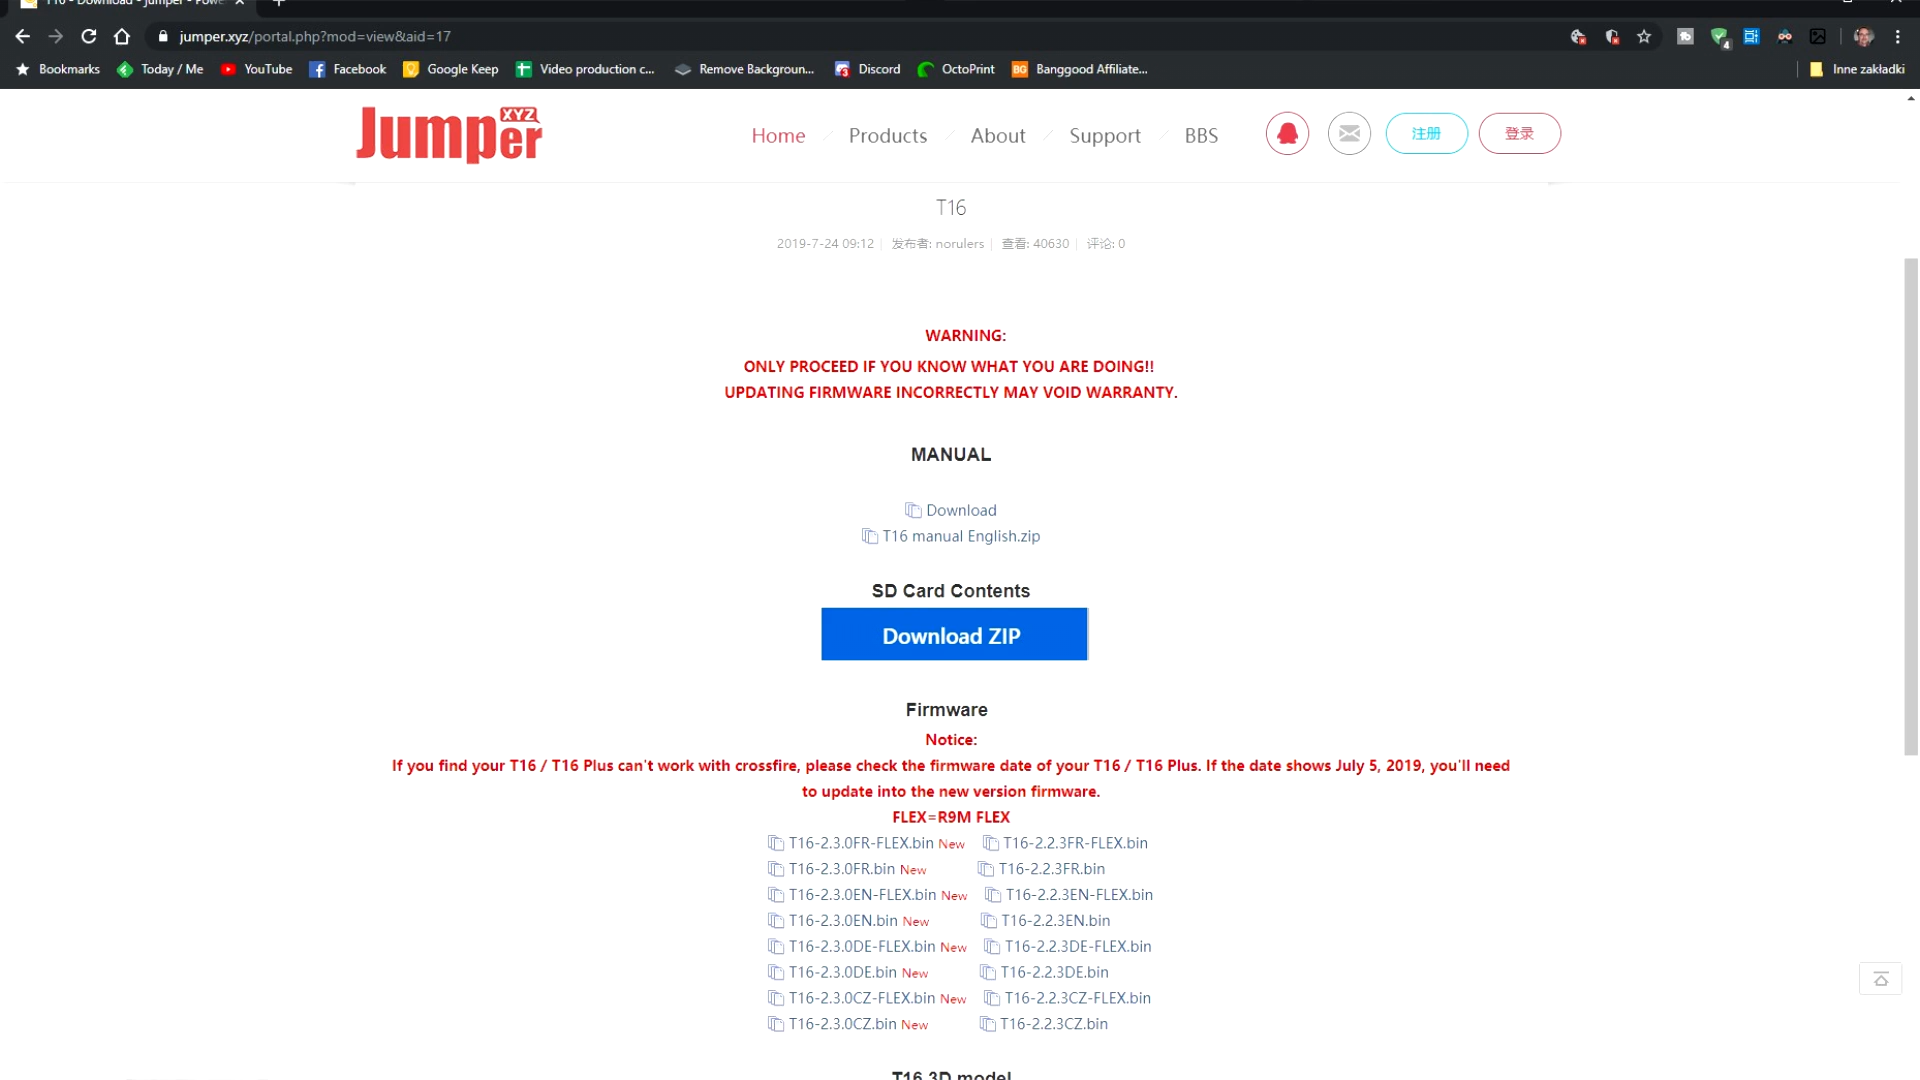 T16 - Download - Jumper - Powe
jumper.xyz/portal.php?mod=view&aid=17
4
Bookmarks
Today / Me
YouTube
Facebook
Google Keep
Video production c...
Remove Backgroun...
3
Discord
OctoPrint
BG
Banggood Affiliate...
Inne zakładki
Jumper XYZ
Home
Products
About
Support
BBS
注册
登录
T16
2019-7-24 09:12 | 发布者: norulers | 查看: 40630 | 评论: 0
WARNING:
ONLY PROCEED IF YOU KNOW WHAT YOU ARE DOING!!
UPDATING FIRMWARE INCORRECTLY MAY VOID WARRANTY.
MANUAL
Download
T16 manual English.zip
SD Card Contents
Download ZIP
Firmware
Notice:
If you find your T16 / T16 Plus can't work with crossfire, please check the firmware date of your T16 / T16 Plus. If the date shows July 5, 2019, you'll need
to update into the new version firmware.
FLEX=R9M FLEX
T16-2.3.0FR-FLEX.bin New T16-2.2.3FR-FLEX.bin
T16-2.3.0FR.bin New T16-2.2.3FR.bin
T16-2.3.0EN-FLEX.bin New T16-2.2.3EN-FLEX.bin
T16-2.3.0EN.bin New T16-2.2.3EN.bin
T16-2.3.0DE-FLEX.bin New T16-2.2.3DE-FLEX.bin
T16-2.3.0DE.bin New T16-2.2.3DE.bin
T16-2.3.0CZ-FLEX.bin New T16-2.2.3CZ-FLEX.bin
T16-2.3.0CZ.bin New T16-2.2.3CZ.bin
T16 3D model